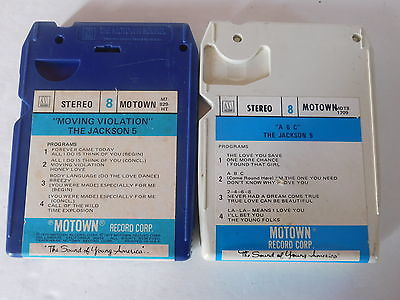 THE MOTOWN SOUND
M
STEREO 8 MOTOWN M7-829-HT
"MOVING VIOLATION"
THE JACKSON 5
PROGRAMS
1 FOREVER CAME TODAY
ALL I DO IS THINK OF YOU (BEGIN)
2 ALL I DO IS THINK OF YOU (CONCL.)
MOVING VIOLATION
HONEY LOVE
3 BODY LANGUAGE (DO THE LOVE DANCE)
BREEZY
(YOU WERE MADE) ESPECIALLY FOR ME (BEGIN)
4 (YOU WERE MADE) ESPECIALLY FOR ME (CONCL.)
CALL OF THE WILD
TIME EXPLOSION
MOTOWN RECORD CORP.
"The Sound of Young America"
M
STEREO 8 MOTOWN
"A B C"
THE JACKSON 5
PROGRAMS
1 THE LOVE YOU SAVE
ONE MORE CHANCE
I FOUND THAT GIRL
2 A B C
(Come Round Here) I'M THE ONE YOU NEED
DON'T KNOW WHY I LOVE YOU
3 2-4-6-8
NEVER HAD A DREAM COME TRUE
TRUE LOVE CAN BE BEAUTIFUL
4 LA-LA- MEANS I LOVE YOU
I'LL BET YOU
THE YOUNG FOLKS
MOTOWN
RECORD CORP.
"The Sound of Young America"